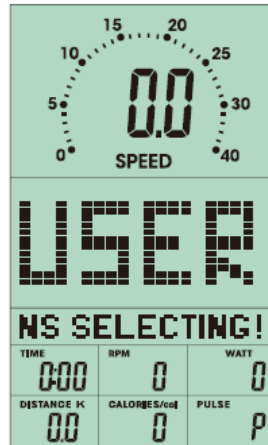 15 20
10 25
5 30
0 40
0.0
SPEED
USER
NS SELECTING!
TIME RPM WATT
0:00 0 0
DISTANCE K CALORIES/cal PULSE
0.0 0 P